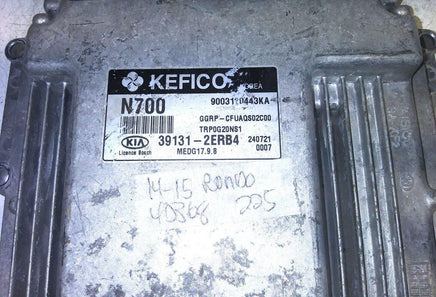 KEFICO KOREA
N700 9003120443KA
GGRP-CFUAQS02C00
TRP0G20NS1
KIA 39131-2ERB4 240721
Licence Bosch MEDG17.9.8 0007
14-15 RONDO
40868 225